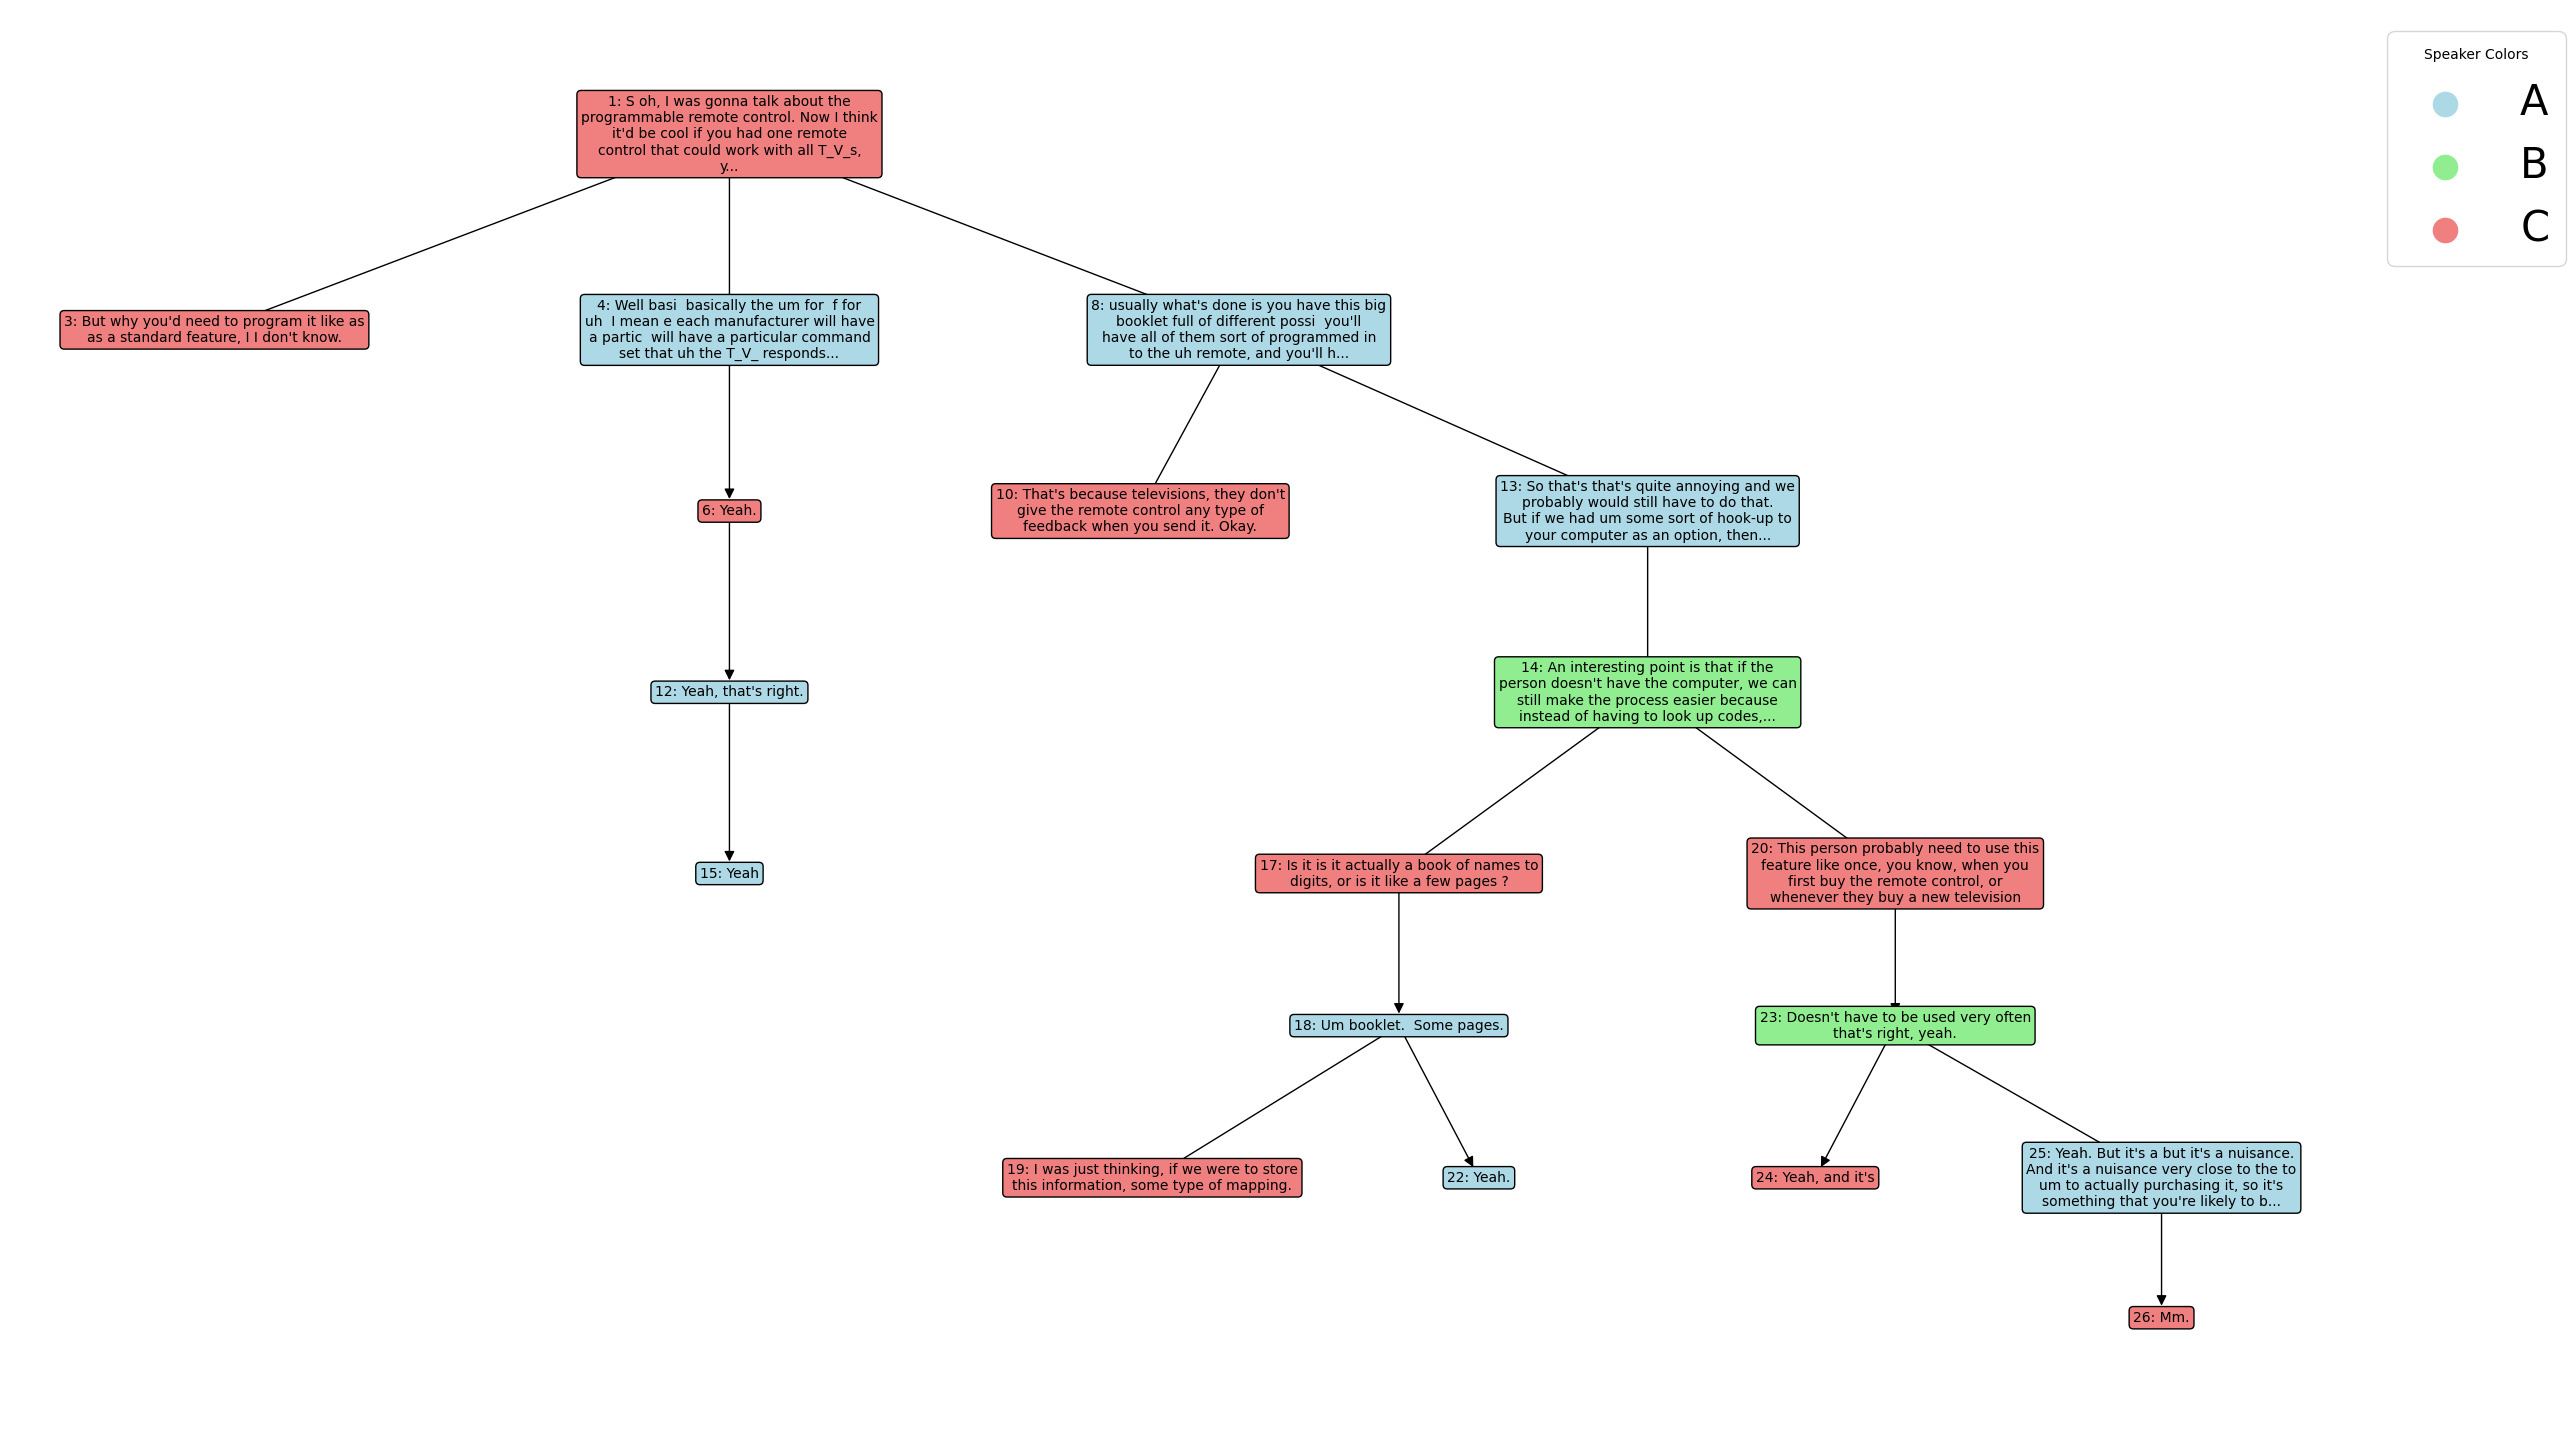 Speaker Colors
A
B
C
1: S oh, I was gonna talk about the
programmable remote control. Now I think
it'd be cool if you had one remote
control that could work with all T_V_s,
y...
3: But why you'd need to program it like as
as a standard feature, I I don't know.
4: Well basi  basically the um for  f for
uh  I mean e each manufacturer will have
a partic  will have a particular command
set that uh the T_V_ responds...
8: usually what's done is you have this big
booklet full of different possi  you'll
have all of them sort of programmed in
to the uh remote, and you'll h...
6: Yeah.
10: That's because televisions, they don't
give the remote control any type of
feedback when you send it. Okay.
13: So that's that's quite annoying and we
probably would still have to do that.
But if we had um some sort of hook-up to
your computer as an option, then...
12: Yeah, that's right.
14: An interesting point is that if the
person doesn't have the computer, we can
still make the process easier because
instead of having to look up codes,...
15: Yeah
17: Is it is it actually a book of names to
digits, or is it like a few pages ?
20: This person probably need to use this
feature like once, you know, when you
first buy the remote control, or
whenever they buy a new television
18: Um booklet.  Some pages.
23: Doesn't have to be used very often
that's right, yeah.
19: I was just thinking, if we were to store
this information, some type of mapping.
22: Yeah.
24: Yeah, and it's
25: Yeah. But it's a but it's a nuisance.
And it's a nuisance very close to the to
um to actually purchasing it, so it's
something that you're likely to b...
26: Mm.